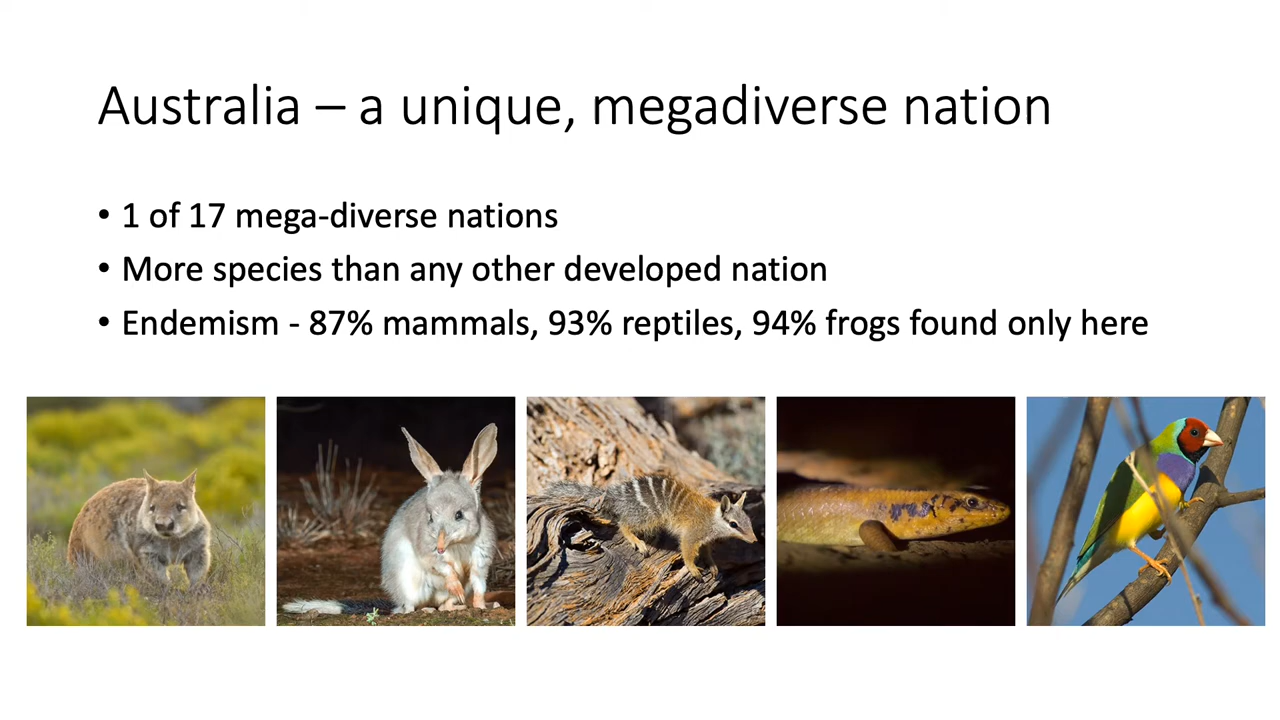 Australia – a unique, megadiverse nation
• 1 of 17 mega-diverse nations
• More species than any other developed nation
• Endemism - 87% mammals, 93% reptiles, 94% frogs found only here